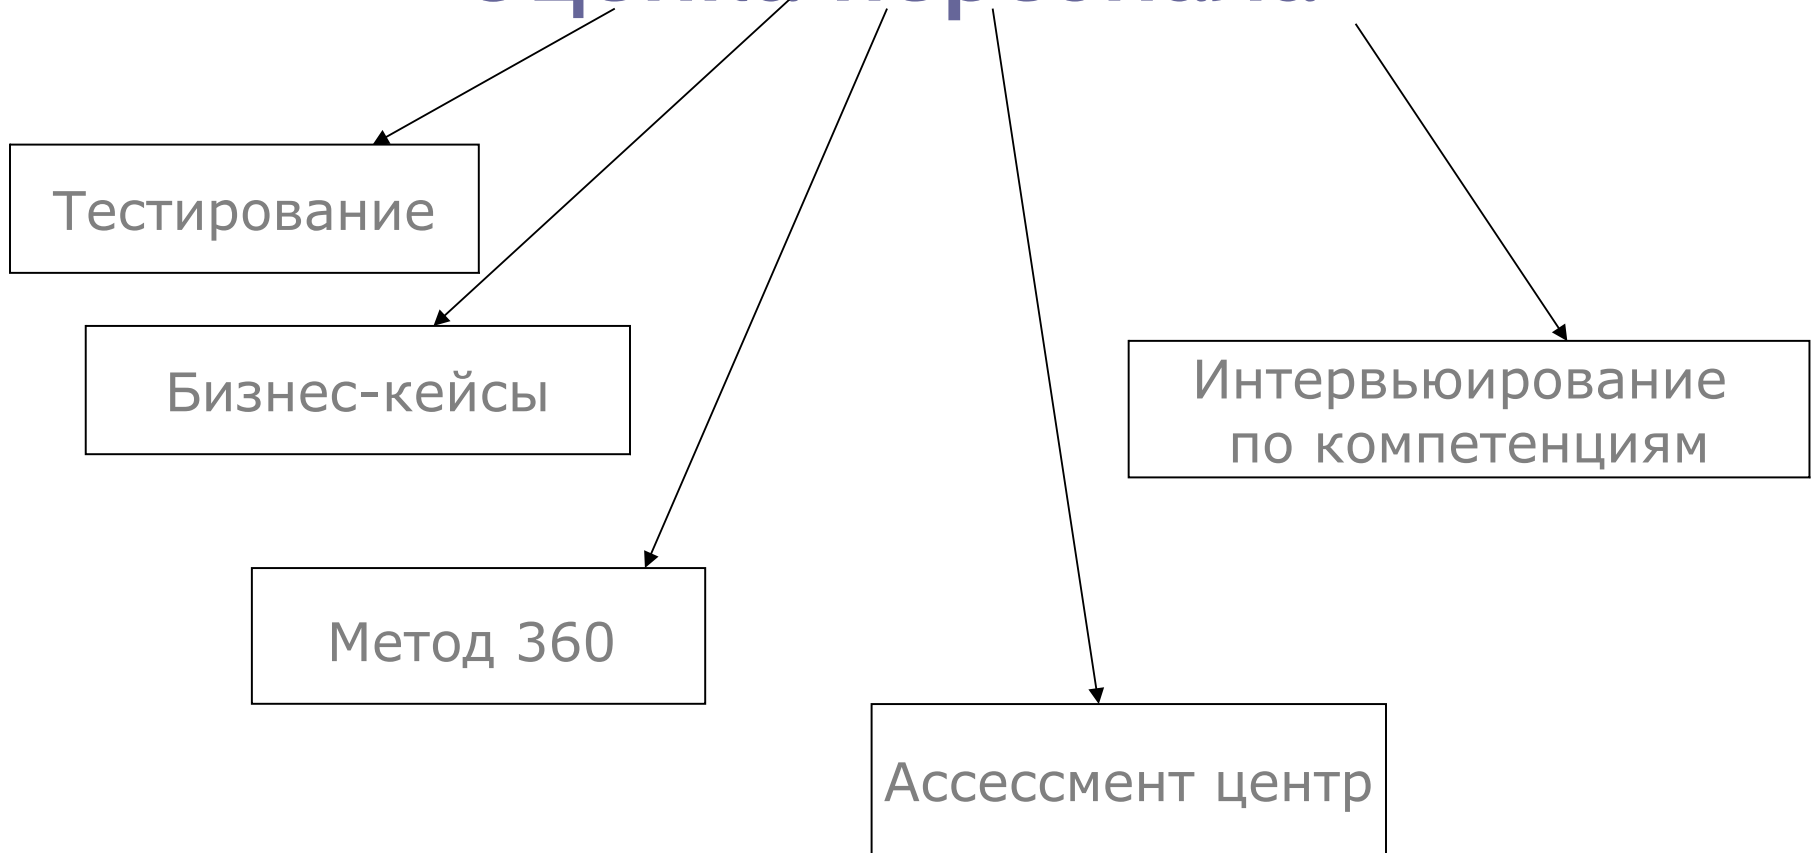 Тестирование
Бизнес-кейсы
Интервьюирование
по компетенциям
Метод 360
Ассессмент центр